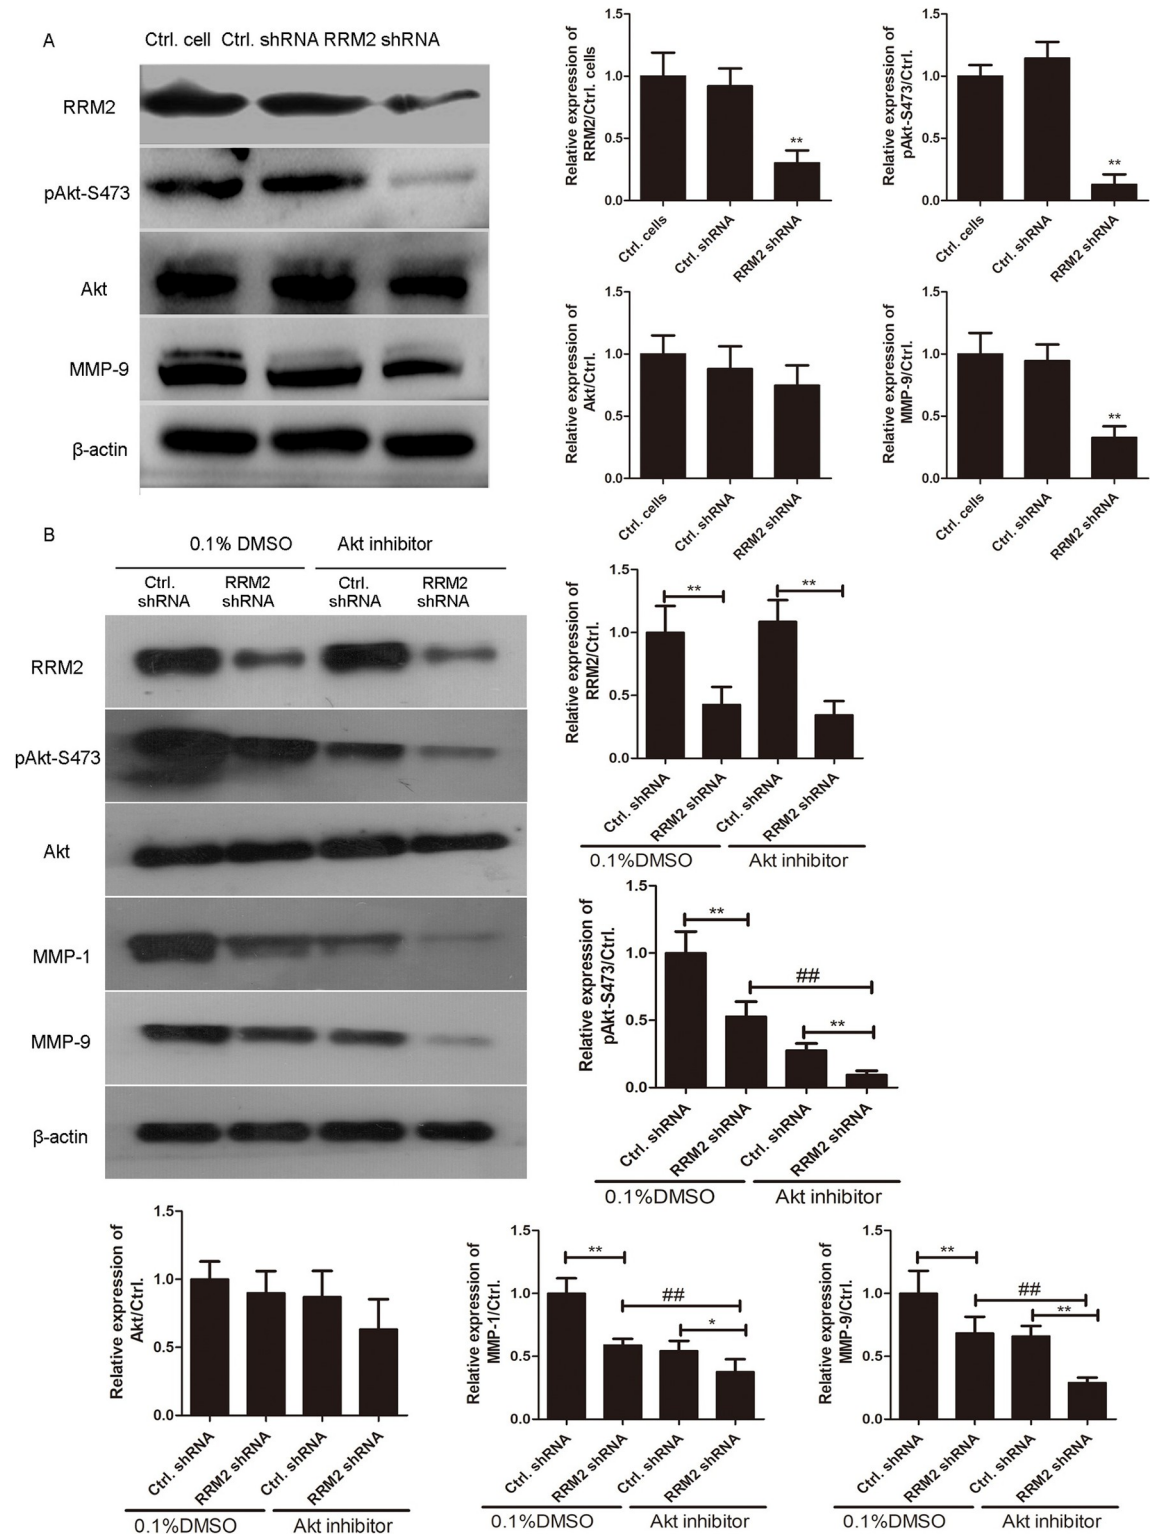 A
Ctrl. cell Ctrl. shRNA RRM2 shRNA
RRM2
pAkt-S473
Akt
MMP-9
β-actin
Relative expression of
RRM2/Ctrl. cells
1.5
1.0
0.5
0.0
**
Ctrl. cells
Ctrl. shRNA
RRM2 shRNA
Relative expression of
pAkt-S473/Ctrl.
1.5
1.0
0.5
0.0
**
Ctrl. cells
Ctrl. shRNA
RRM2 shRNA
Relative expression of
Akt/Ctrl.
1.5
1.0
0.5
0.0
Ctrl. cells
Ctrl. shRNA
RRM2 shRNA
Relative expression of
MMP-9/Ctrl.
1.5
1.0
0.5
0.0
**
Ctrl. cells
Ctrl. shRNA
RRM2 shRNA
B
0.1% DMSO Akt inhibitor
Ctrl. RRM2 Ctrl. RRM2
shRNA shRNA shRNA shRNA
RRM2
pAkt-S473
Akt
MMP-1
MMP-9
β-actin
Relative expression of
RRM2/Ctrl.
1.5
1.0
0.5
0.0
** **
Ctrl. shRNA
RRM2 shRNA
Ctrl. shRNA
RRM2 shRNA
0.1%DMSO Akt inhibitor
Relative expression of
pAkt-S473/Ctrl.
1.5
1.0
0.5
0.0
**
##
**
Ctrl. shRNA
RRM2 shRNA
Ctrl. shRNA
RRM2 shRNA
0.1%DMSO Akt inhibitor
Relative expression of
Akt/Ctrl.
1.5
1.0
0.5
0.0
Ctrl. shRNA
RRM2 shRNA
Ctrl. shRNA
RRM2 shRNA
0.1%DMSO Akt inhibitor
Relative expression of
MMP-1/Ctrl.
1.5
1.0
0.5
0.0
**
##
*
Ctrl. shRNA
RRM2 shRNA
Ctrl. shRNA
RRM2 shRNA
0.1%DMSO Akt inhibitor
Relative expression of
MMP-9/Ctrl.
1.5
1.0
0.5
0.0
**
##
**
Ctrl. shRNA
RRM2 shRNA
Ctrl. shRNA
RRM2 shRNA
0.1%DMSO Akt inhibitor